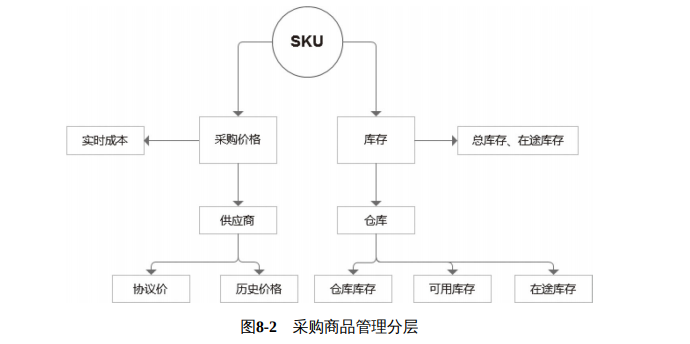 SKU
实时成本
采购价格
库存
总库存、在途库存
供应商
仓库
协议价
历史价格
仓库库存
可用库存
在途库存
图8-2 采购商品管理分层